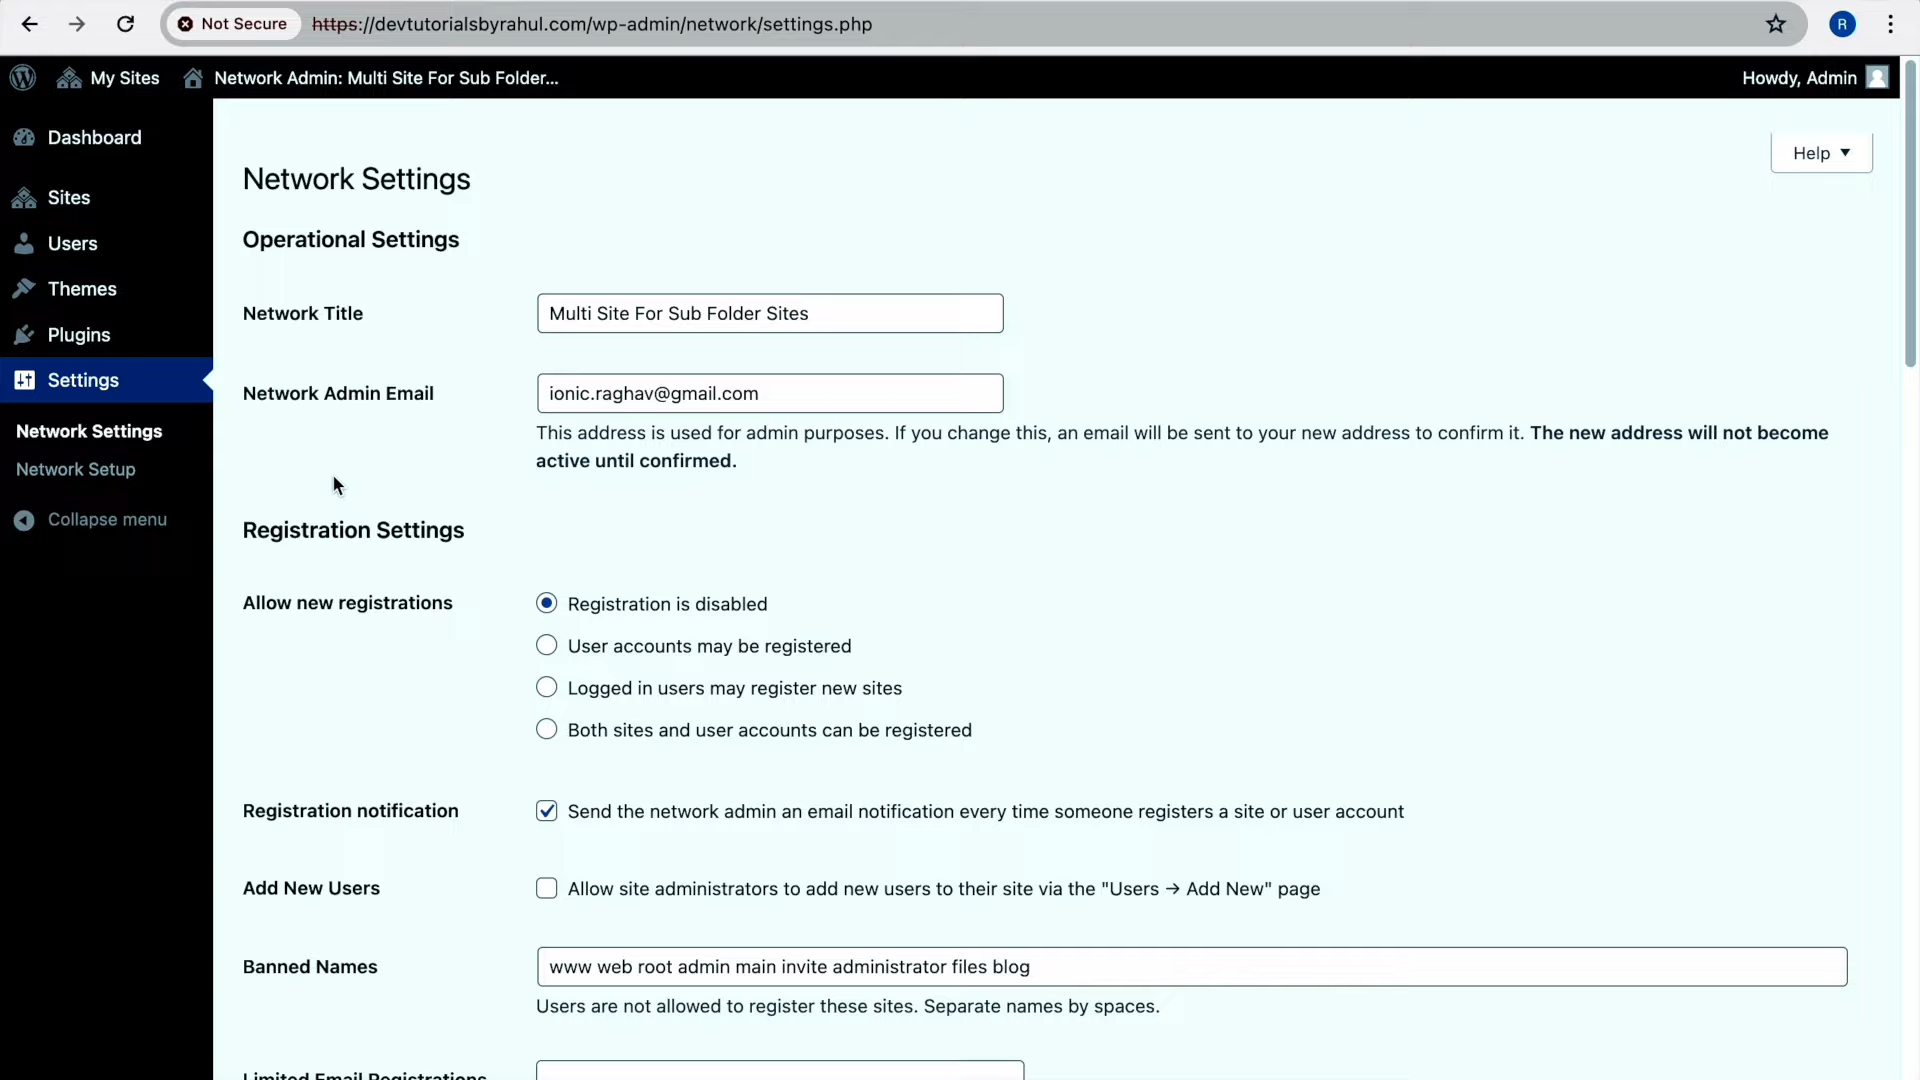 Not Secure https://devtutorialsbyrahul.com/wp-admin/network/settings.php R
My Sites Network Admin: Multi Site For Sub Folder... Howdy, Admin
Dashboard
Sites
Users
Themes
Plugins
Settings
Network Settings
Network Setup
Collapse menu
Help
Network Settings
Operational Settings
Network Title Multi Site For Sub Folder Sites
Network Admin Email ionic.raghav@gmail.com
This address is used for admin purposes. If you change this, an email will be sent to your new address to confirm it. The new address will not become
active until confirmed.
Registration Settings
Allow new registrations Registration is disabled
User accounts may be registered
Logged in users may register new sites
Both sites and user accounts can be registered
Registration notification Send the network admin an email notification every time someone registers a site or user account
Add New Users Allow site administrators to add new users to their site via the "Users → Add New" page
Banned Names www web root admin main invite administrator files blog
Users are not allowed to register these sites. Separate names by spaces.
Limited Email Registrations